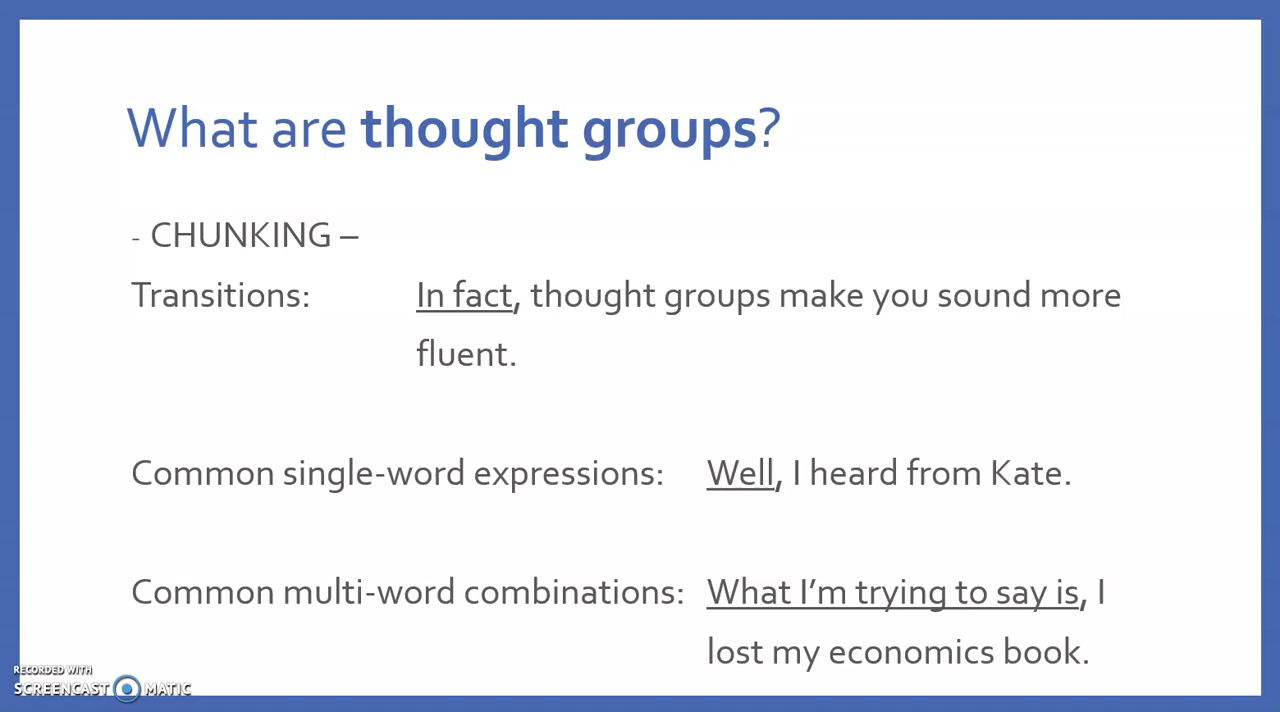 What are thought groups?
- CHUNKING –
Transitions: In fact, thought groups make you sound more
fluent.
Common single-word expressions: Well, I heard from Kate.
Common multi-word combinations: What I’m trying to say is, I
lost my economics book.
RECORDED WITH
SCREENCAST MATIC